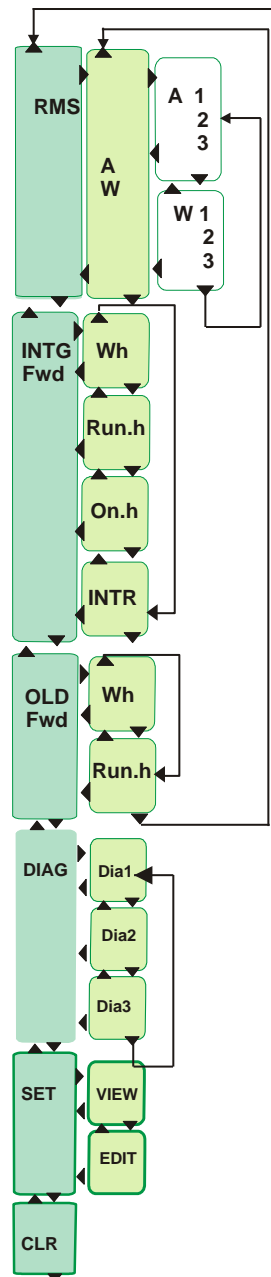 RMS
A
W
A 1
2
3
W 1
2
3
INTG
Fwd
Wh
Run.h
On.h
INTR
OLD
Fwd
Wh
Run.h
DIAG
Dia1
Dia2
Dia3
SET
VIEW
EDIT
CLR